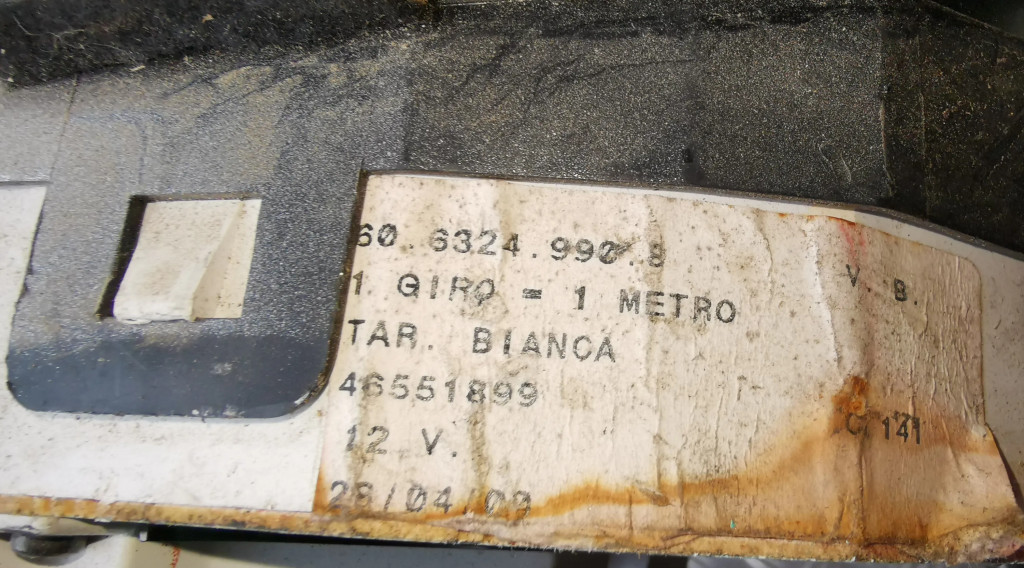 60.6324.990.8
V. B.
1 GIRO = 1 METRO
TAR. BIANCA
46551899
C 141
12 V.
28/04/09